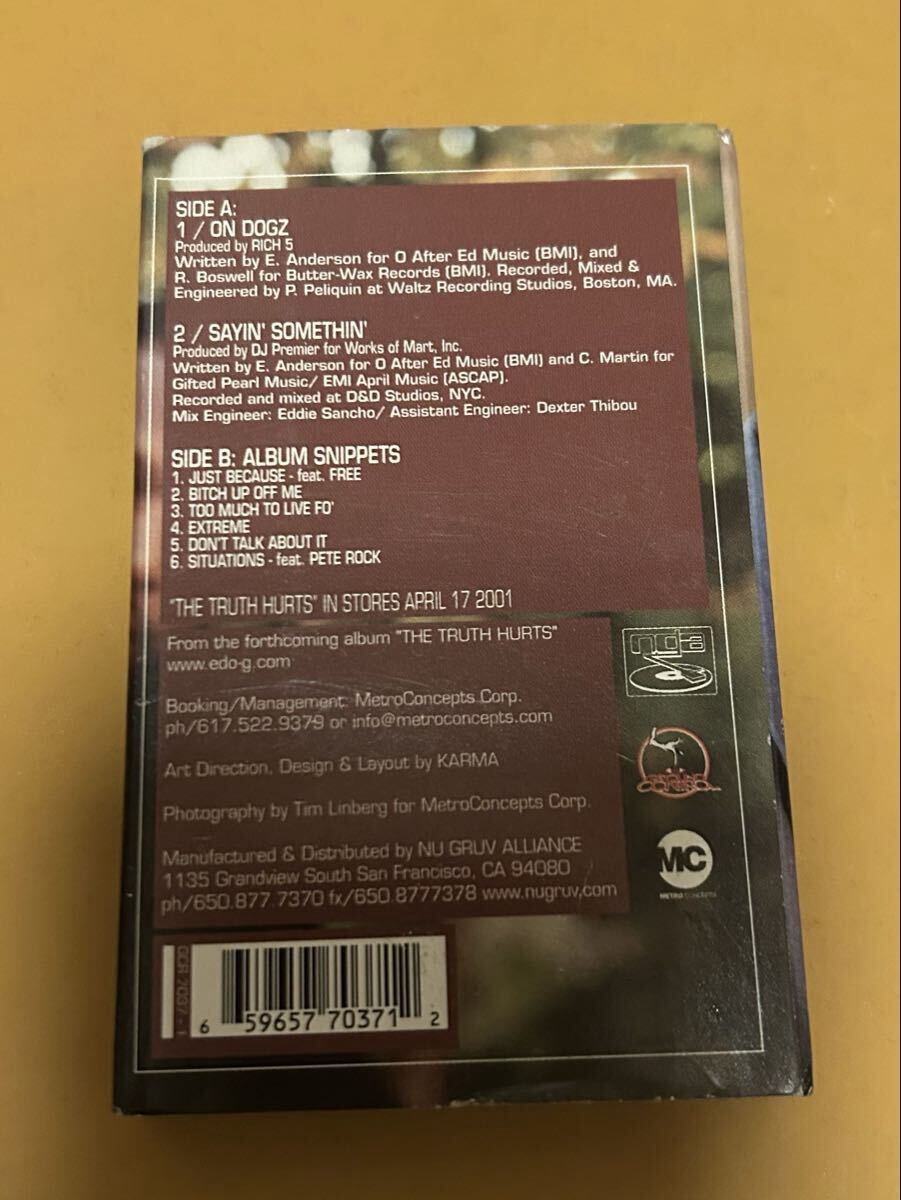 SIDE A:
1 / ON DOGZ
Produced by RICH 5
Written by E. Anderson for O After Ed Music (BMI), and
R. Boswell for Butter-Wax Records (BMI). Recorded, Mixed &
Engineered by P. Peliquin at Waltz Recording Studios, Boston, MA.
2 / SAYIN' SOMETHIN'
Produced by DJ Premier for Works of Mart, Inc.
Written by E. Anderson for O After Ed Music (BMI) and C. Martin for
Gifted Pearl Music/ EMI April Music (ASCAP).
Recorded and mixed at D&D Studios, NYC.
Mix Engineer: Eddie Sancho/ Assistant Engineer: Dexter Thibou
SIDE B: ALBUM SNIPPETS
1. JUST BECAUSE - feat. FREE
2. BITCH UP OFF ME
3. TOO MUCH TO LIVE FO'
4. EXTREME
5. DON'T TALK ABOUT IT
6. SITUATIONS - feat. PETE ROCK
"THE TRUTH HURTS" IN STORES APRIL 17 2001
From the forthcoming album "THE TRUTH HURTS"
www.edo-g.com
Booking/Management: MetroConcepts Corp.
ph/617.522.9379 or info@metroconcepts.com
Art Direction, Design & Layout by KARMA
Photography by Tim Linberg for MetroConcepts Corp.
Manufactured & Distributed by NU GRUV ALLIANCE
1135 Grandview South San Francisco, CA 94080
ph/650.877.7370 fx/650.8777378 www.nugruv.com
nga
MC
METRO CONCEPTS
OCR 7037 - 1
6 59657 70371 2